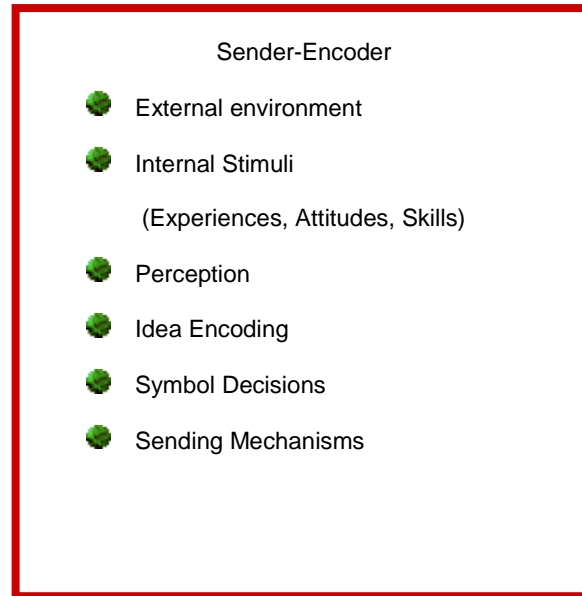 Sender-Encoder
External environment
Internal Stimuli
(Experiences, Attitudes, Skills)
Perception
Idea Encoding
Symbol Decisions
Sending Mechanisms